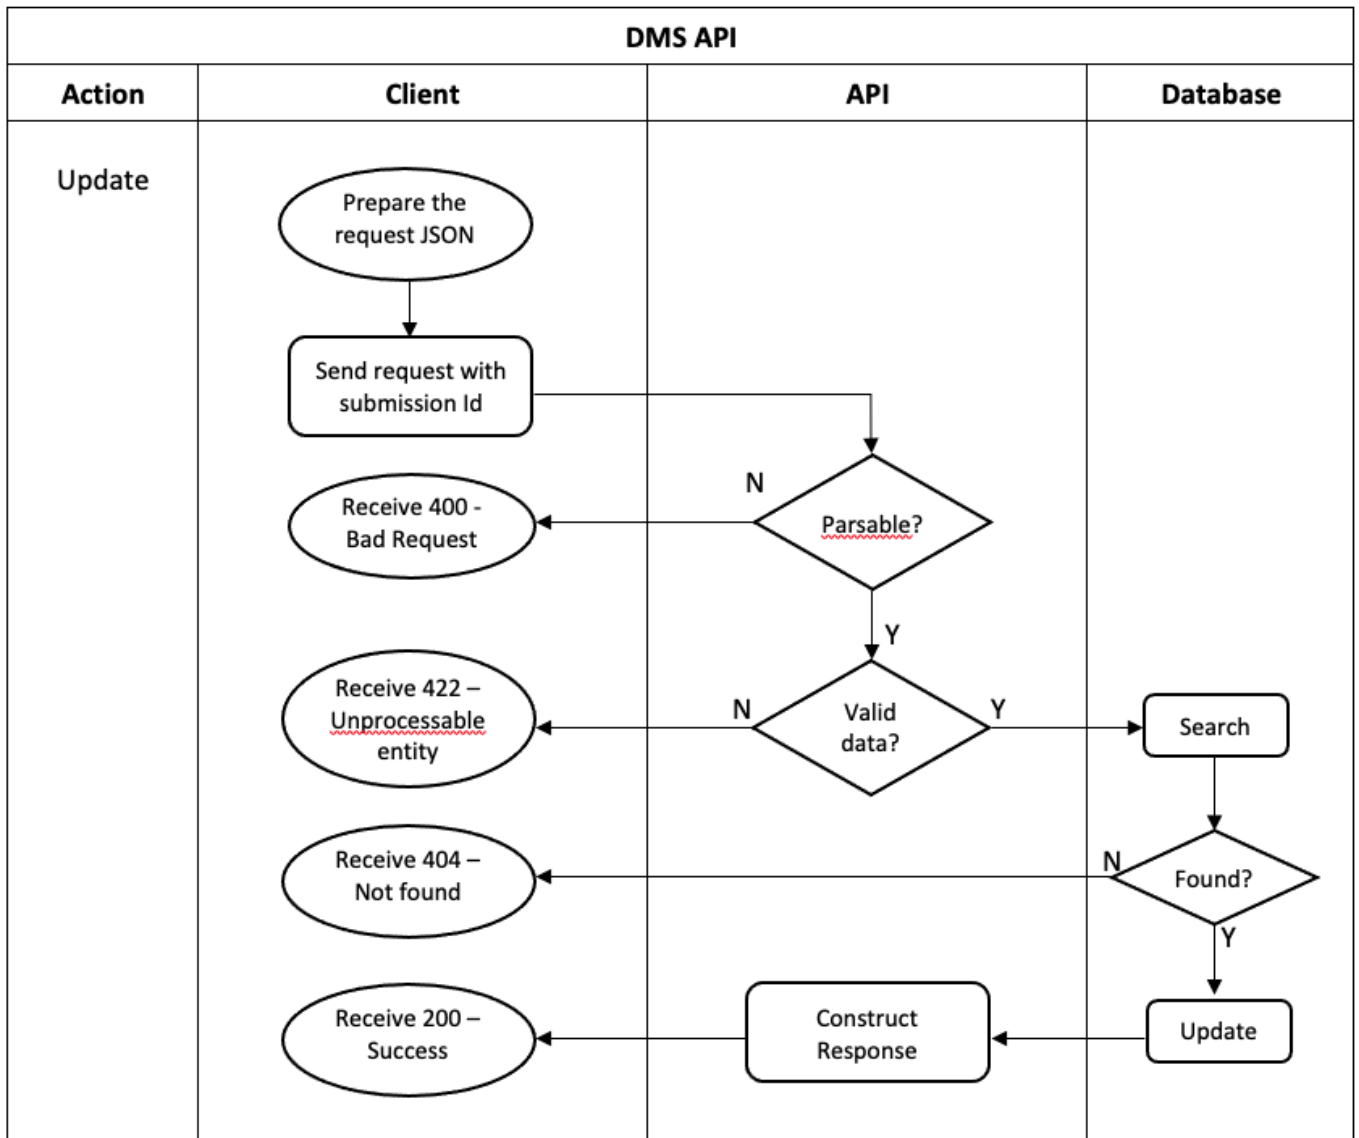 DMS API
Action
Client
API
Database
Update
Prepare the
request JSON
Send request with
submission Id
N
Receive 400 -
Bad Request
Parsable?
Y
Receive 422 –
Unprocessable
entity
N
Valid
data?
Y
Search
Receive 404 –
Not found
N
Found?
Y
Receive 200 –
Success
Construct
Response
Update